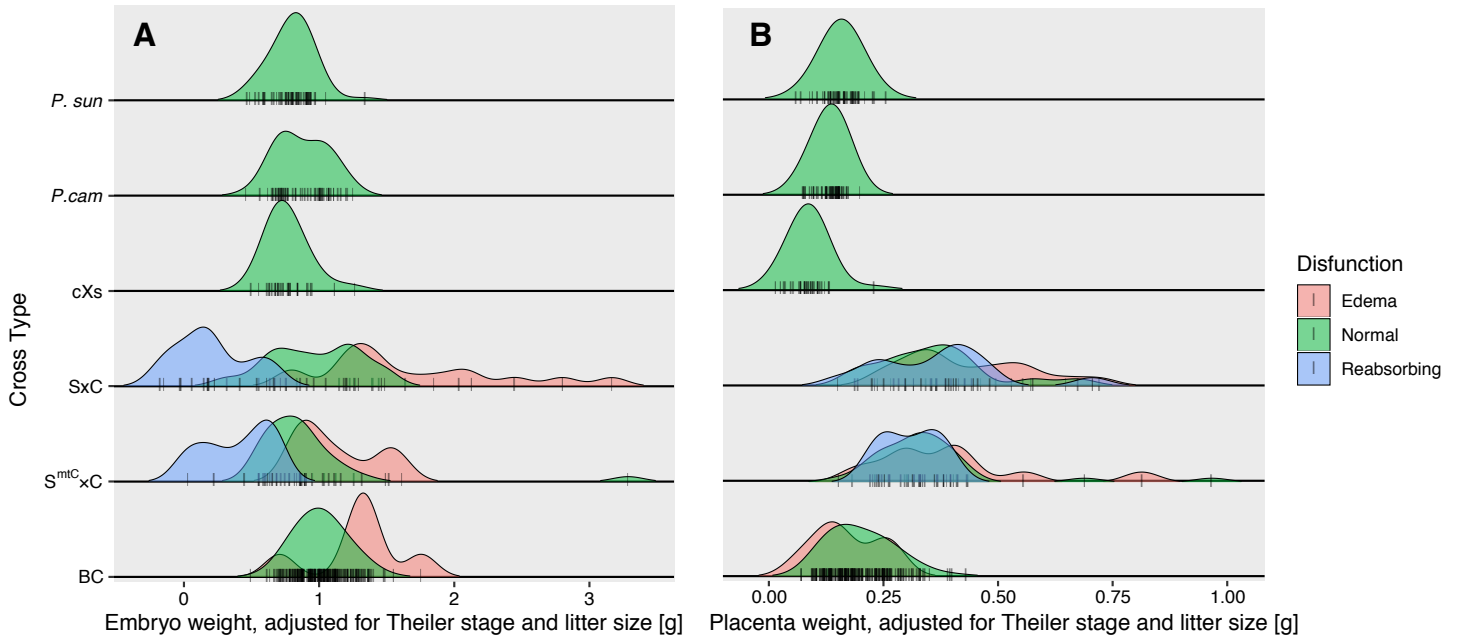 A
B
P. sun
P.cam
cXs
SxC
SmtCxC
BC
Cross Type
0 1 2 3
Embryo weight, adjusted for Theiler stage and litter size [g]
0.00 0.25 0.50 0.75 1.00
Placenta weight, adjusted for Theiler stage and litter size [g]
Disfunction
Edema
Normal
Reabsorbing